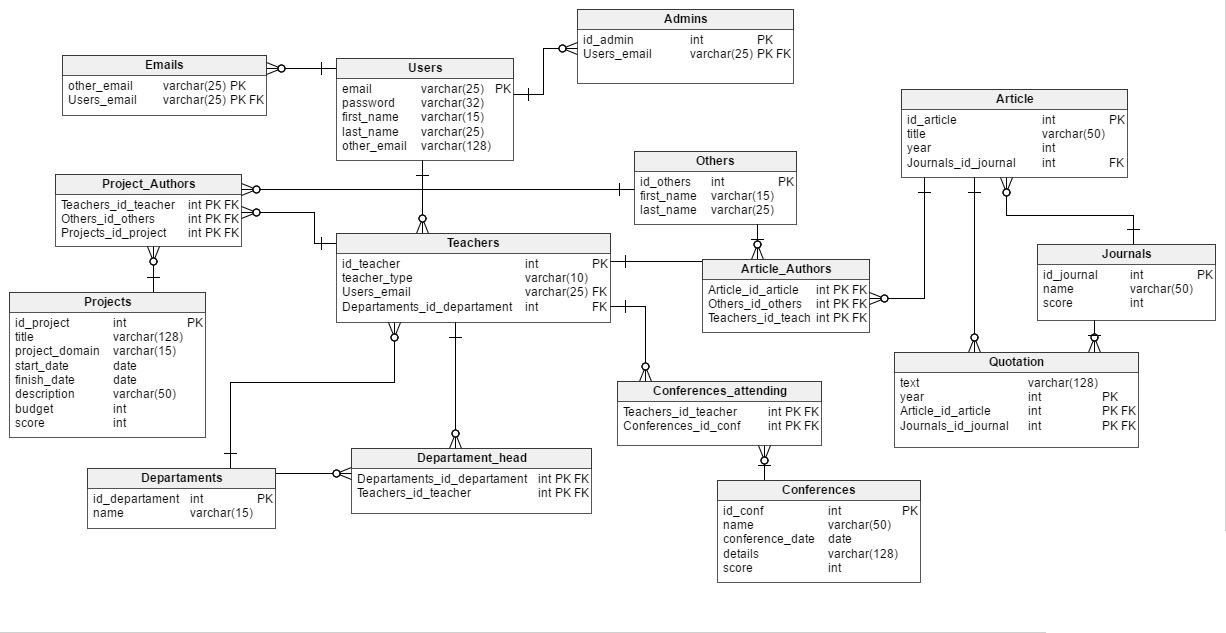 Admins
id_admin int PK
Users_email varchar(25) PK FK
Emails
other_email varchar(25) PK
Users_email varchar(25) PK FK
Users
email varchar(25) PK
password varchar(32)
first_name varchar(15)
last_name varchar(25)
other_email varchar(128)
Article
id_article int PK
title varchar(50)
year int
Journals_id_journal int FK
Project_Authors
Teachers_id_teacher int PK FK
Others_id_others int PK FK
Projects_id_project int PK FK
Others
id_others int PK
first_name varchar(15)
last_name varchar(25)
Teachers
id_teacher int PK
teacher_type varchar(10)
Users_email varchar(25) FK
Departaments_id_departament int FK
Article_Authors
Article_id_article int PK FK
Others_id_others int PK FK
Teachers_id_teach int PK FK
Journals
id_journal int PK
name varchar(50)
score int
Projects
id_project int PK
title varchar(128)
project_domain varchar(15)
start_date date
finish_date date
description varchar(50)
budget int
score int
Quotation
text varchar(128)
year int PK
Article_id_article int PK FK
Journals_id_journal int PK FK
Conferences_attending
Teachers_id_teacher int PK FK
Conferences_id_conf int PK FK
Departaments
id_departament int PK
name varchar(15)
Departament_head
Departaments_id_departament int PK FK
Teachers_id_teacher int PK FK
Conferences
id_conf int PK
name varchar(50)
conference_date date
details varchar(128)
score int